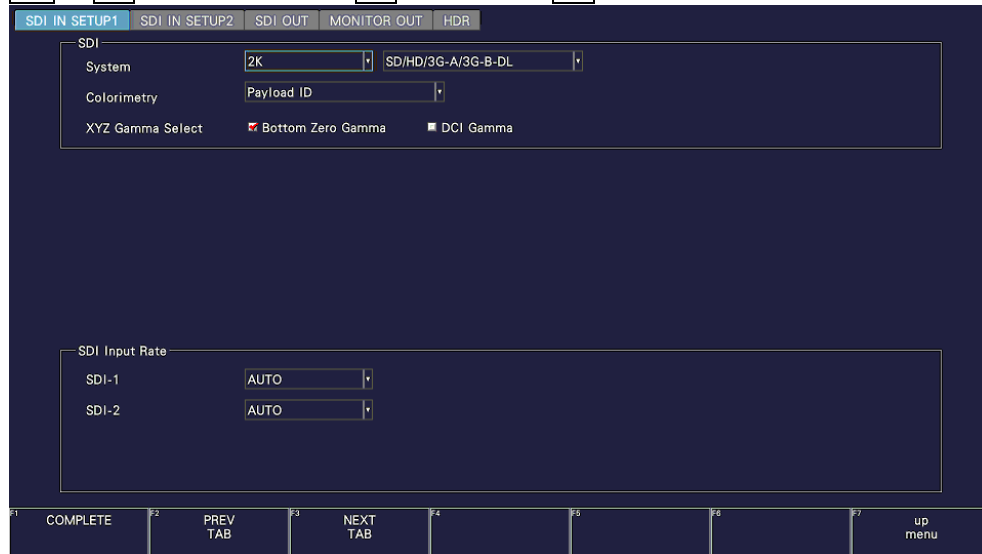 SDI IN SETUP1 SDI IN SETUP2 SDI OUT MONITOR OUT HDR
SDI
System 2K SD/HD/3G-A/3G-B-DL
Colorimetry Payload ID
XYZ Gamma Select Bottom Zero Gamma DCI Gamma
SDI Input Rate
SDI-1 AUTO
SDI-2 AUTO
F1 COMPLETE F2 PREV TAB F3 NEXT TAB F4 F5 F6 F7 up menu